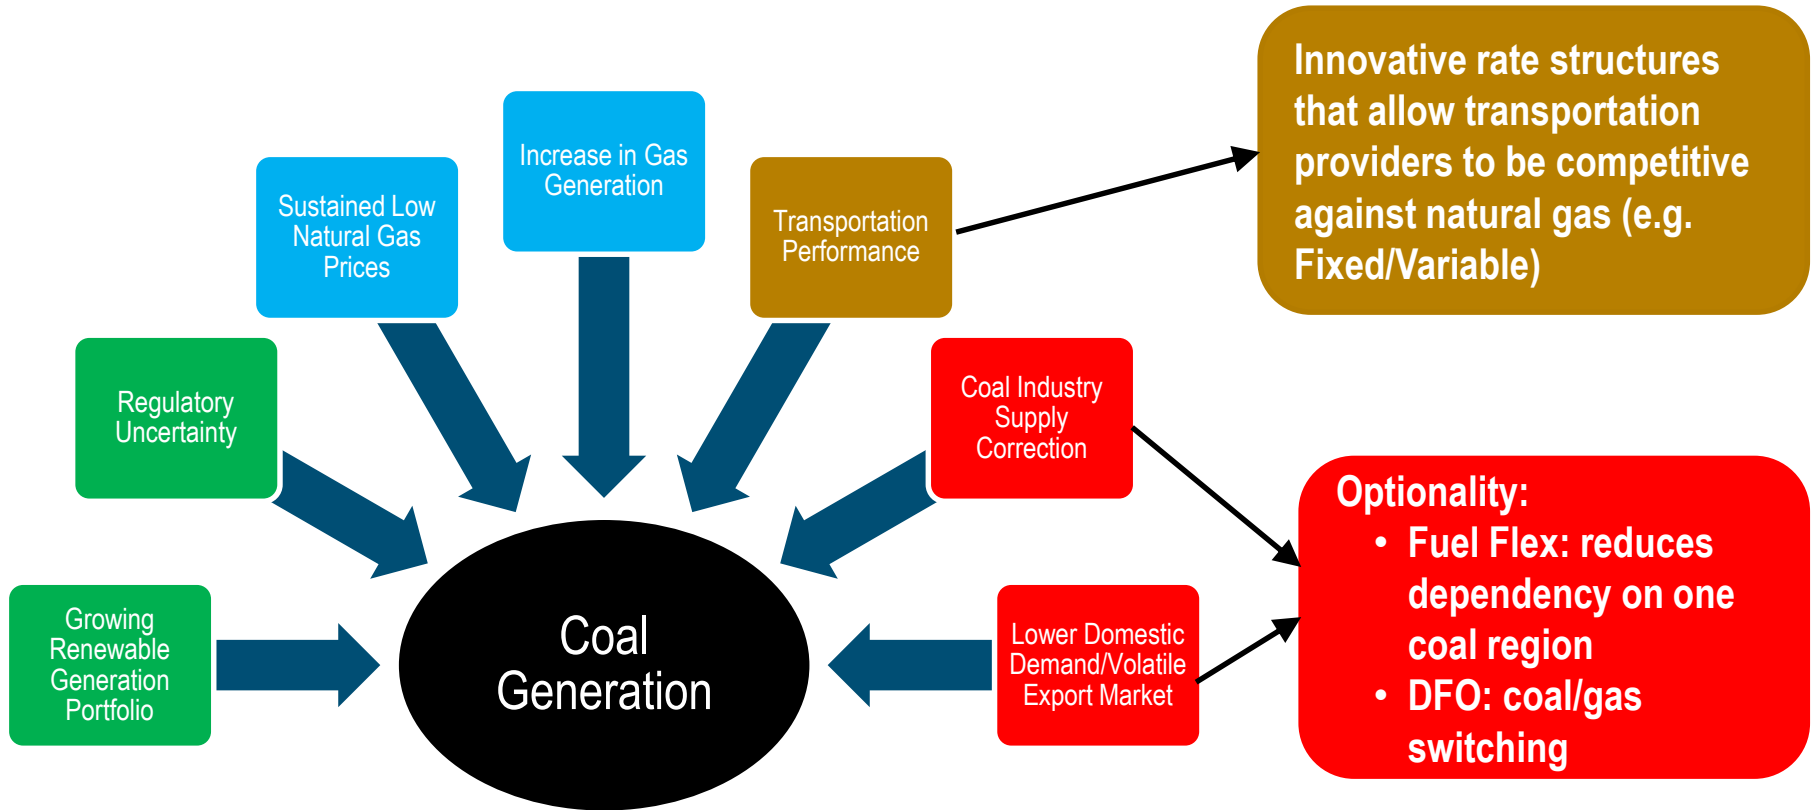 Increase in Gas
Generation
Sustained Low
Natural Gas
Prices
Transportation
Performance
Regulatory
Uncertainty
Coal Industry
Supply
Correction
Growing
Renewable
Generation
Portfolio
Coal
Generation
Lower Domestic
Demand/Volatile
Export Market
Innovative rate structures
that allow transportation
providers to be competitive
against natural gas (e.g.
Fixed/Variable)
Optionality:
• Fuel Flex: reduces
dependency on one
coal region
• DFO: coal/gas
switching